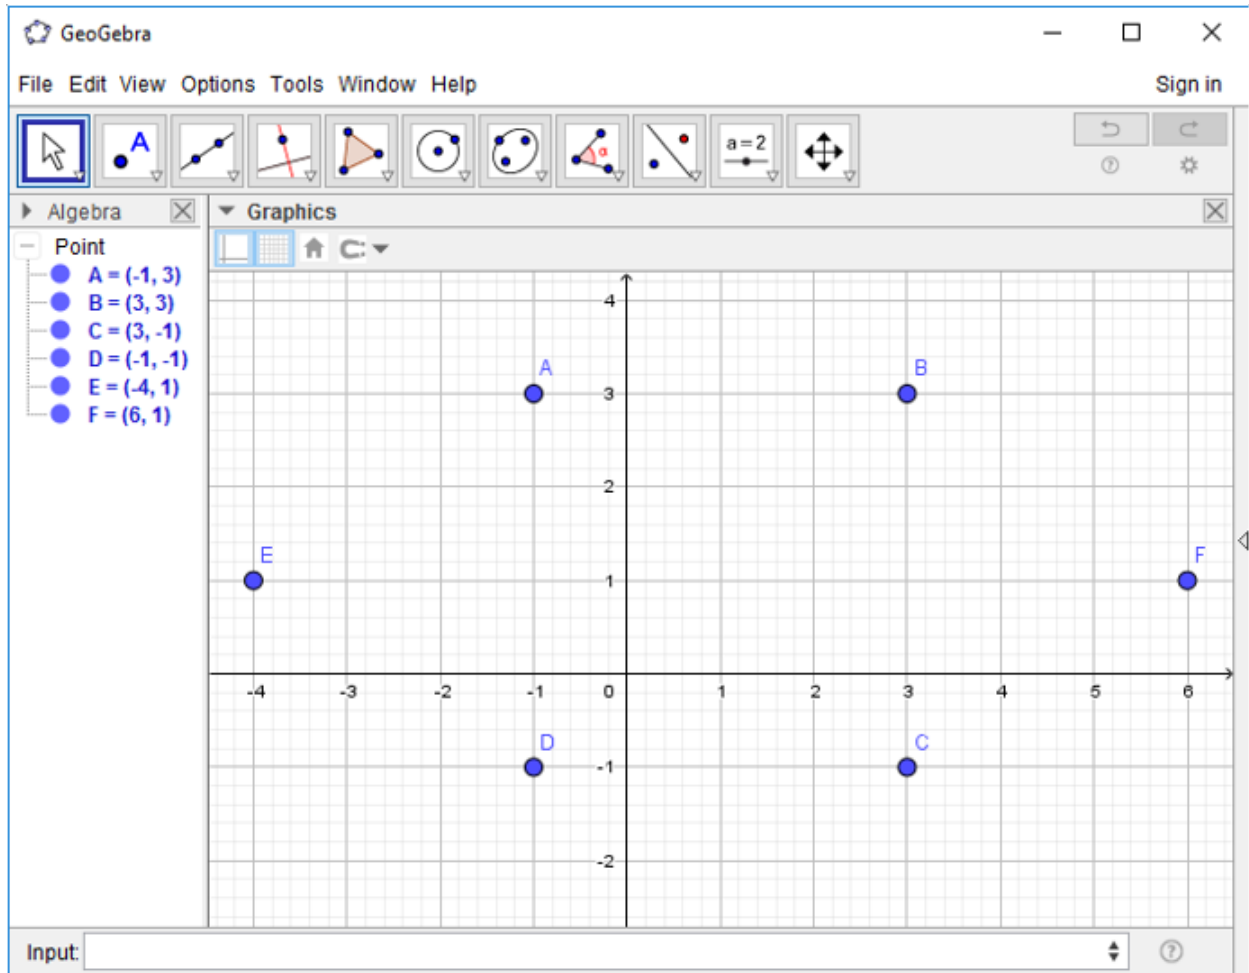 GeoGebra
File Edit View Options Tools Window Help Sign in
A α a=2
Algebra Graphics
Point
A = (-1, 3)
B = (3, 3)
C = (3, -1)
D = (-1, -1)
E = (-4, 1)
F = (6, 1)
4
A B
3
2
E F
1
-4 -3 -2 -1 0 1 2 3 4 5 6
D C
-1
-2
Input: